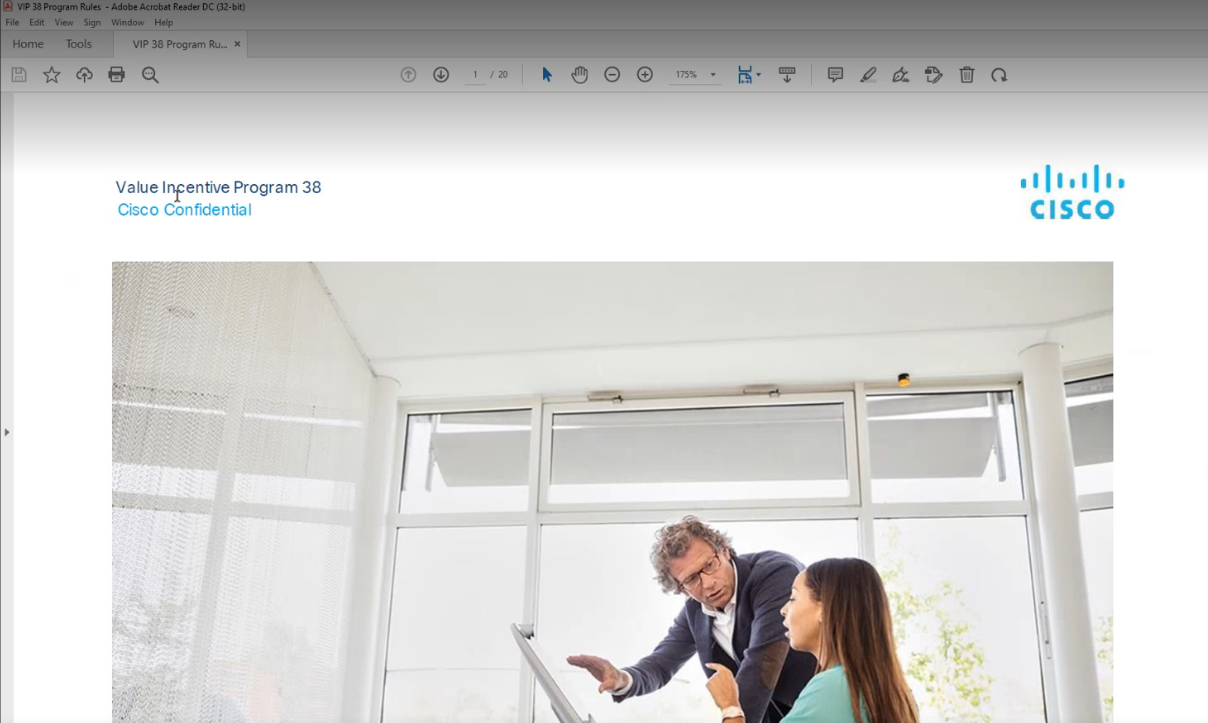 VIP 38 Program Rules - Adobe Acrobat Reader DC (32-bit)
File Edit View Sign Window Help
Home Tools VIP 38 Program Ru... ×
1 / 20 175%
Value Incentive Program 38
Cisco Confidential
CISCO